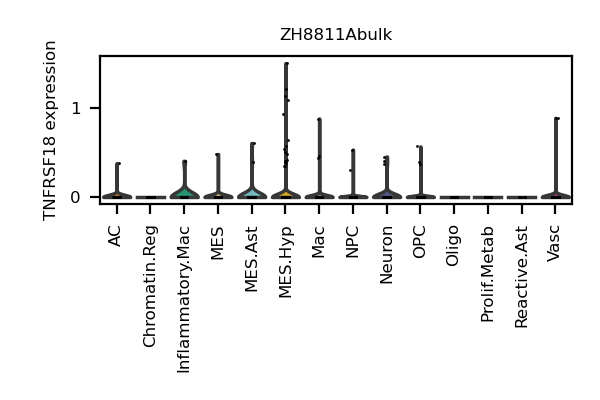 ZH8811Abulk
TNFRSF18 expression
1
0
AC
Chromatin.Reg
Inflammatory.Mac
MES
MES.Ast
MES.Hyp
Mac
NPC
Neuron
OPC
Oligo
Prolif.Metab
Reactive.Ast
Vasc